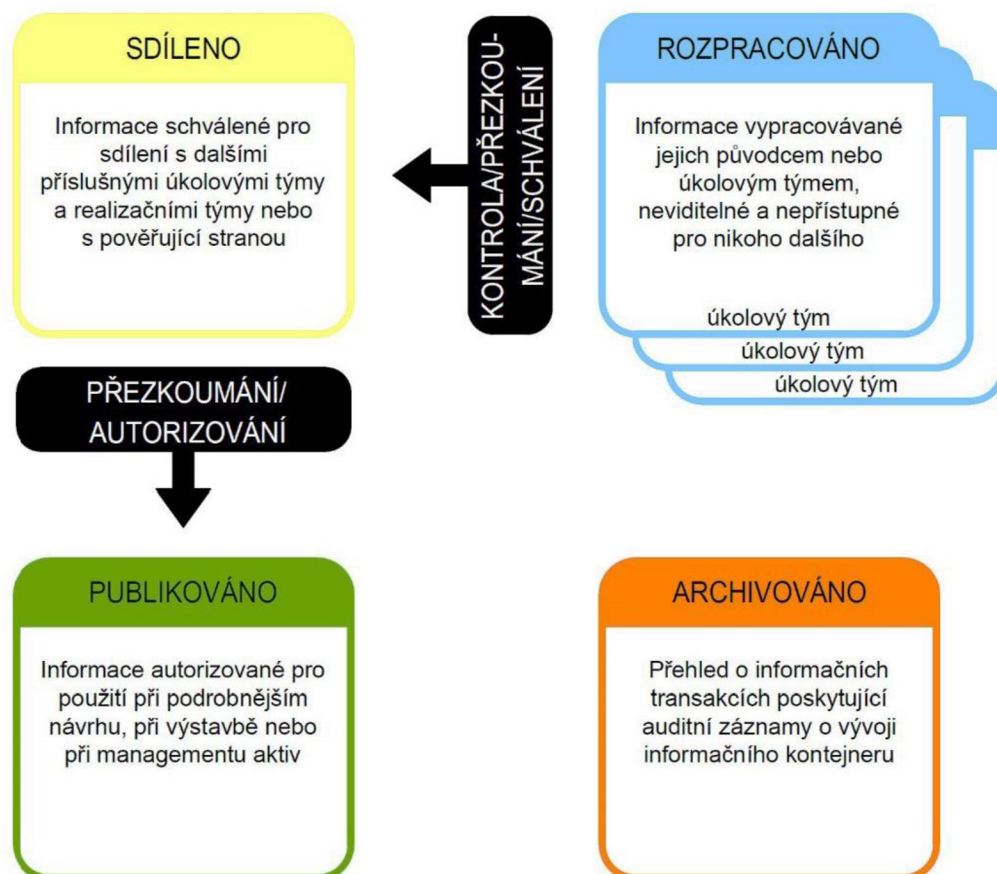 SDÍLENO
Informace schválené pro
sdílení s dalšími
příslušnými úkolovými týmy
a realizačními týmy nebo
s pověřující stranou
KONTROLA/PŘEZKOU-
MÁNÍ/SCHVÁLENÍ
ROZPRACOVÁNO
Informace vypracovávané
jejich původcem nebo
úkolovým týmem,
neviditelné a nepřístupné
pro nikoho dalšího
úkolový tým
úkolový tým
úkolový tým
PŘEZKOUMÁNÍ/
AUTORIZOVÁNÍ
PUBLIKOVÁNO
Informace autorizované pro
použití při podrobnějším
návrhu, při výstavbě nebo
při managementu aktiv
ARCHIVOVÁNO
Přehled o informačních
transakcích poskytující
auditní záznamy o vývoji
informačního kontejneru